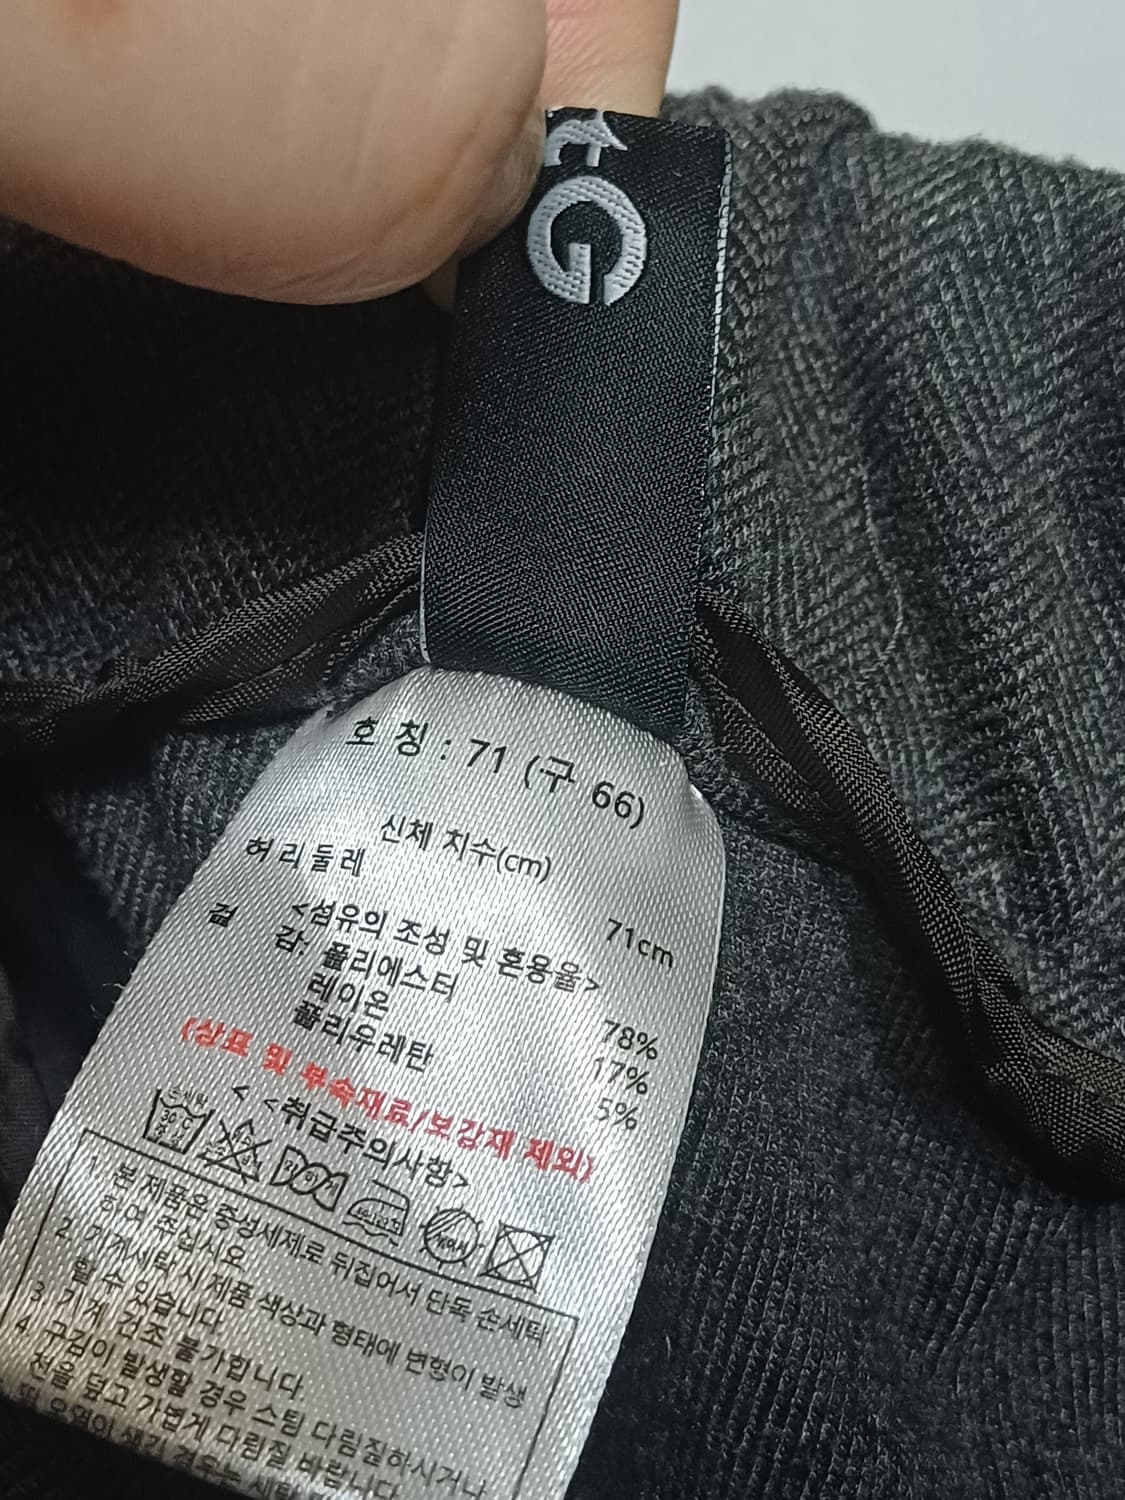 tG
호 칭 : 71 (구 66)
신체 치수(cm)
허리둘레 71cm
<섬유의 조성 및 혼용율>
겉 감: 폴리에스터 78%
레이온 17%
폴리우레탄 5%
(상표 및 부속재료/보강재 제외)
< <취급주의사항>
1. 본 제품은 중성세제로 뒤집어서 단독 손세탁
하여 주십시오.
2. 기계세탁시 제품 색상과 형태에 변형이 발생
할 수 있습니다.
3. 기계 건조 불가합니다.
4. 구김이 발생할 경우 스팀 다림질하시거나
천을 덮고 가볍게 다림질 바랍니다.